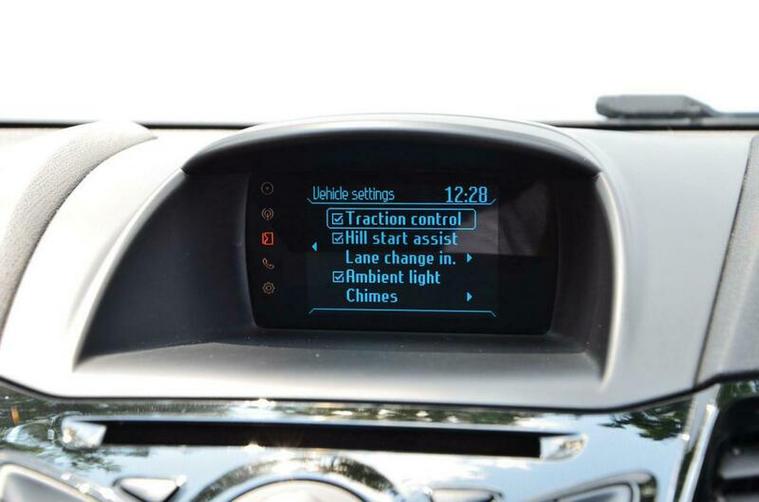 Vehicle settings 12:28
Traction control
Hill start assist
Lane change in.
Ambient light
Chimes